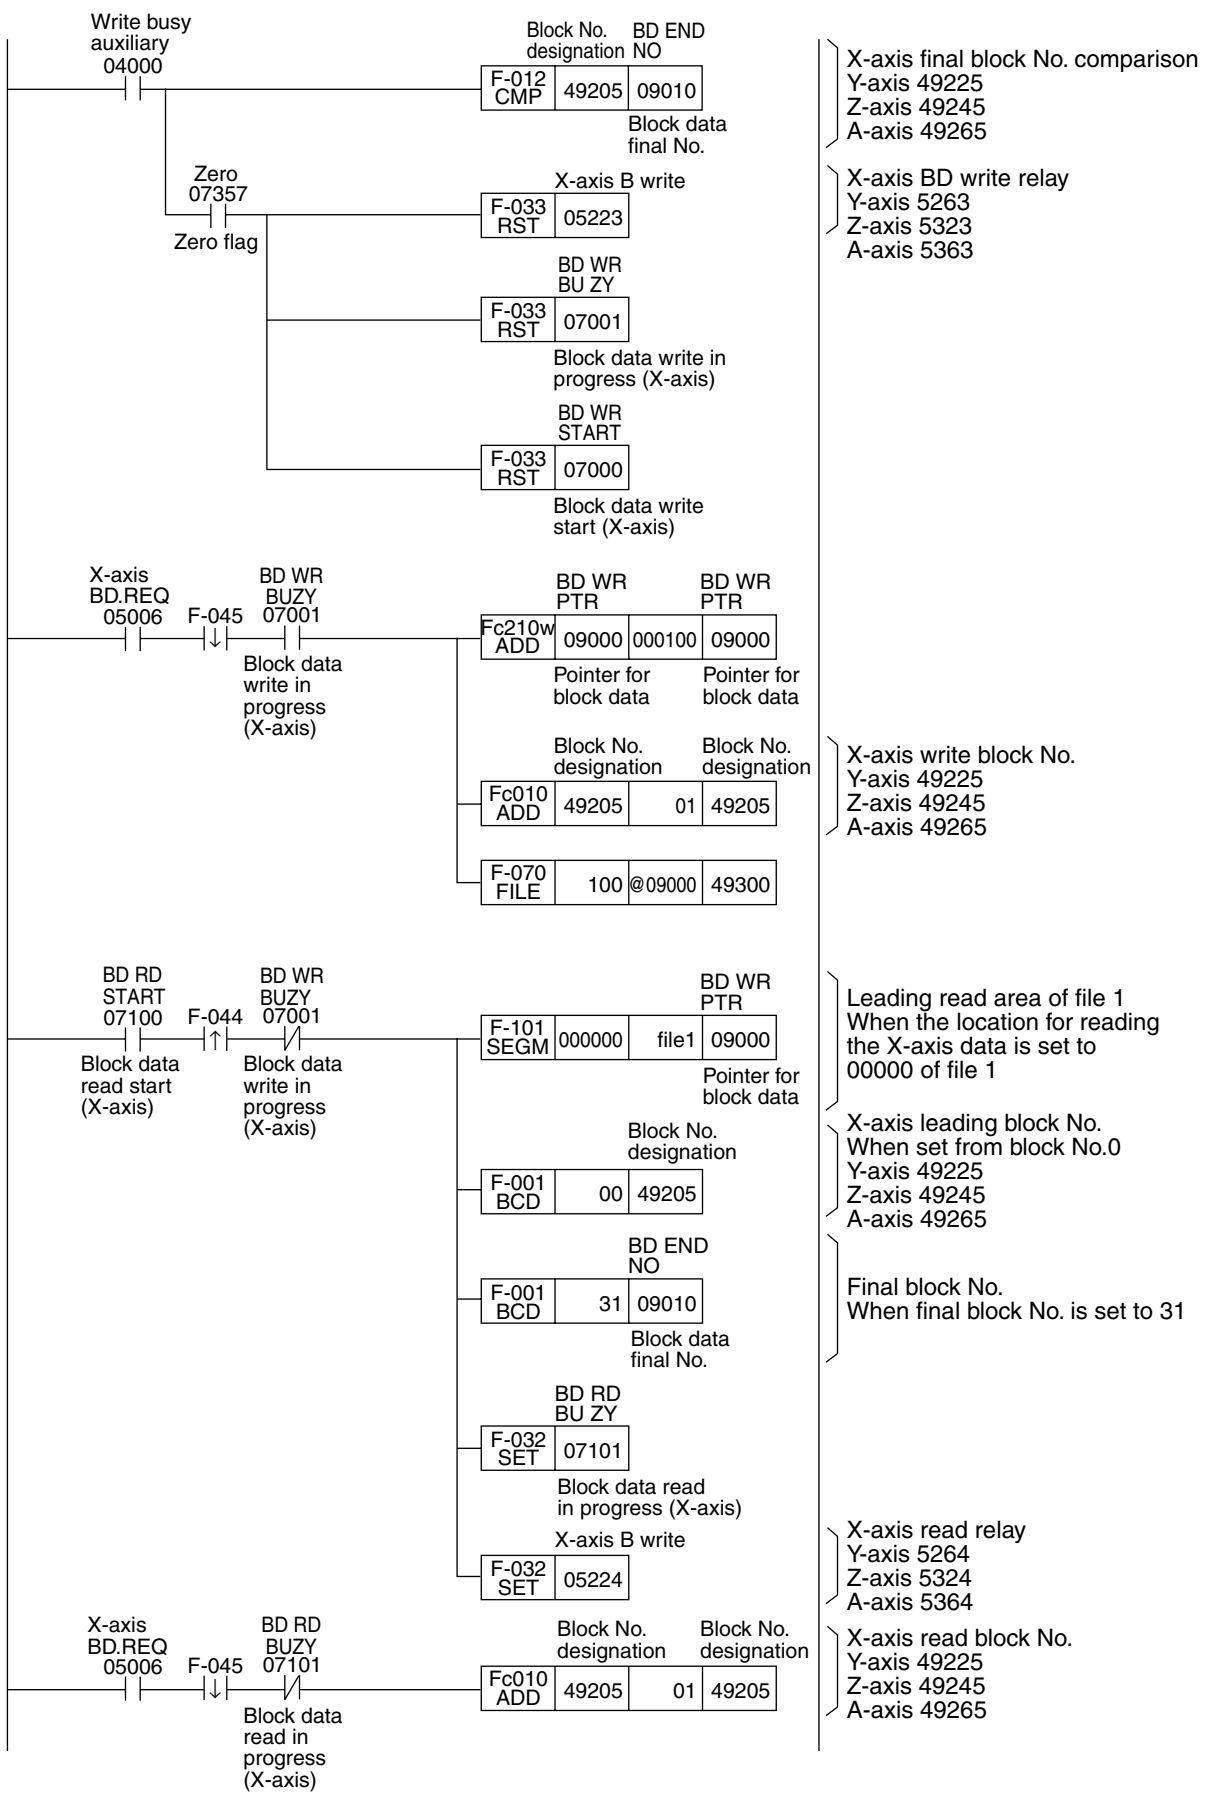 Write busy
auxiliary
04000
Block No.
designation
BD END
NO
F-012
CMP
49205
09010
Block data
final No.
X-axis final block No. comparison
Y-axis 49225
Z-axis 49245
A-axis 49265
Zero
07357
Zero flag
X-axis B write
F-033
RST
05223
X-axis BD write relay
Y-axis 5263
Z-axis 5323
A-axis 5363
BD WR
BU ZY
F-033
RST
07001
Block data write in
progress (X-axis)
BD WR
START
F-033
RST
07000
Block data write
start (X-axis)
X-axis
BD.REQ
05006
F-045
↓
BD WR
BUZY
07001
Block data
write in
progress
(X-axis)
BD WR
PTR
BD WR
PTR
Fc210w
ADD
09000
000100
09000
Pointer for
block data
Pointer for
block data
Block No.
designation
Block No.
designation
Fc010
ADD
49205
01
49205
X-axis write block No.
Y-axis 49225
Z-axis 49245
A-axis 49265
F-070
FILE
100
@09000
49300
BD RD
START
07100
Block data
read start
(X-axis)
F-044
↑
BD WR
BUZY
07001
Block data
write in
progress
(X-axis)
BD WR
PTR
F-101
SEGM
000000
file1
09000
Pointer for
block data
Leading read area of file 1
When the location for reading
the X-axis data is set to
00000 of file 1
Block No.
designation
F-001
BCD
00
49205
X-axis leading block No.
When set from block No.0
Y-axis 49225
Z-axis 49245
A-axis 49265
BD END
NO
F-001
BCD
31
09010
Block data
final No.
Final block No.
When final block No. is set to 31
BD RD
BU ZY
F-032
SET
07101
Block data read
in progress (X-axis)
X-axis B write
F-032
SET
05224
X-axis read relay
Y-axis 5264
Z-axis 5324
A-axis 5364
X-axis
BD.REQ
05006
F-045
↓
BD RD
BUZY
07101
Block data
read in
progress
(X-axis)
Block No.
designation
Block No.
designation
Fc010
ADD
49205
01
49205
X-axis read block No.
Y-axis 49225
Z-axis 49245
A-axis 49265